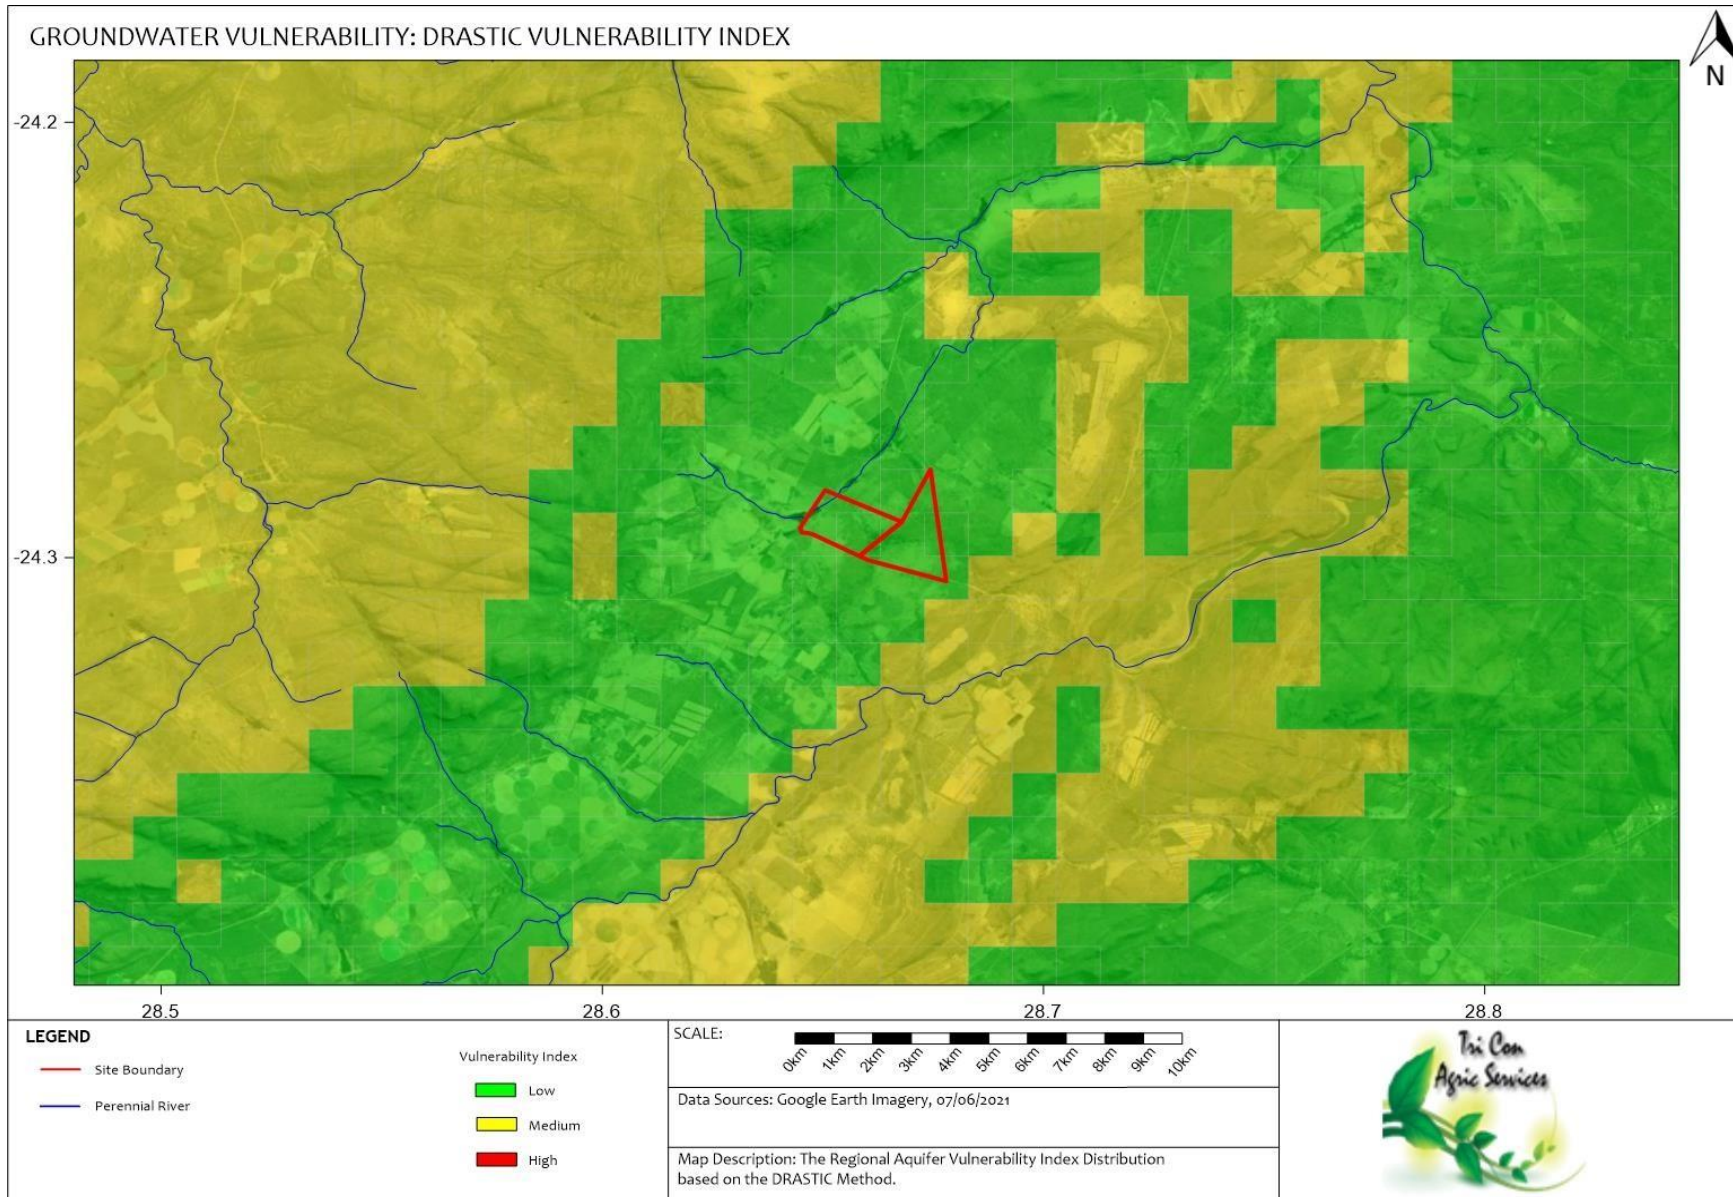 GROUNDWATER VULNERABILITY: DRASTIC VULNERABILITY INDEX
N
-24.2
-24.3
28.5
28.6
28.7
28.8
LEGEND
Site Boundary
Perennial River
Vulnerability Index
Low
Medium
High
SCALE:
0km
1km
2km
3km
4km
5km
6km
7km
8km
9km
10km
Data Sources: Google Earth Imagery, 07/06/2021
Map Description: The Regional Aquifer Vulnerability Index Distribution
based on the DRASTIC Method.
Tri Con
Agric Services